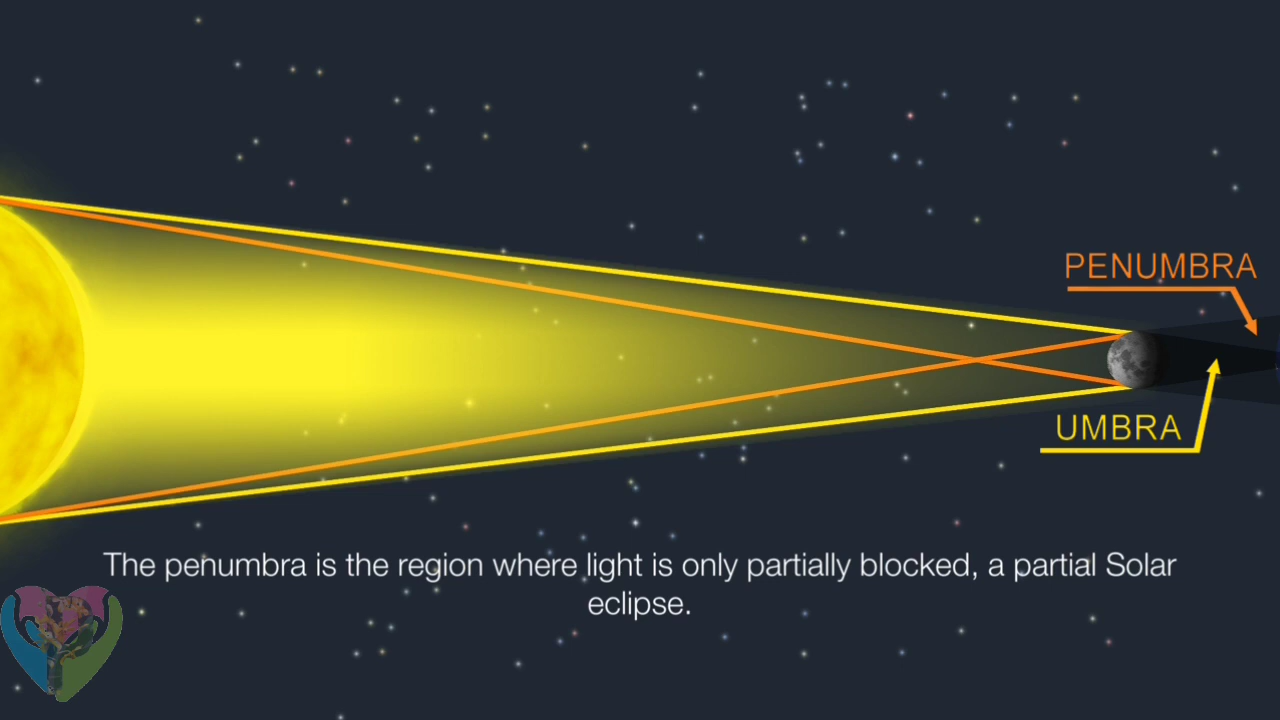 PENUMBRA
UMBRA
The penumbra is the region where light is only partially blocked, a partial Solar
eclipse.